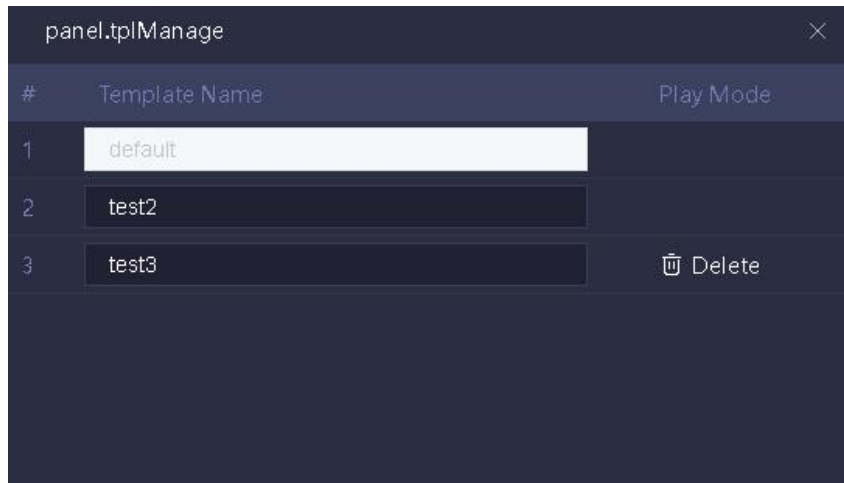 panel.tplManage
# Template Name Play Mode
1 default
2 test2
3 test3 Delete